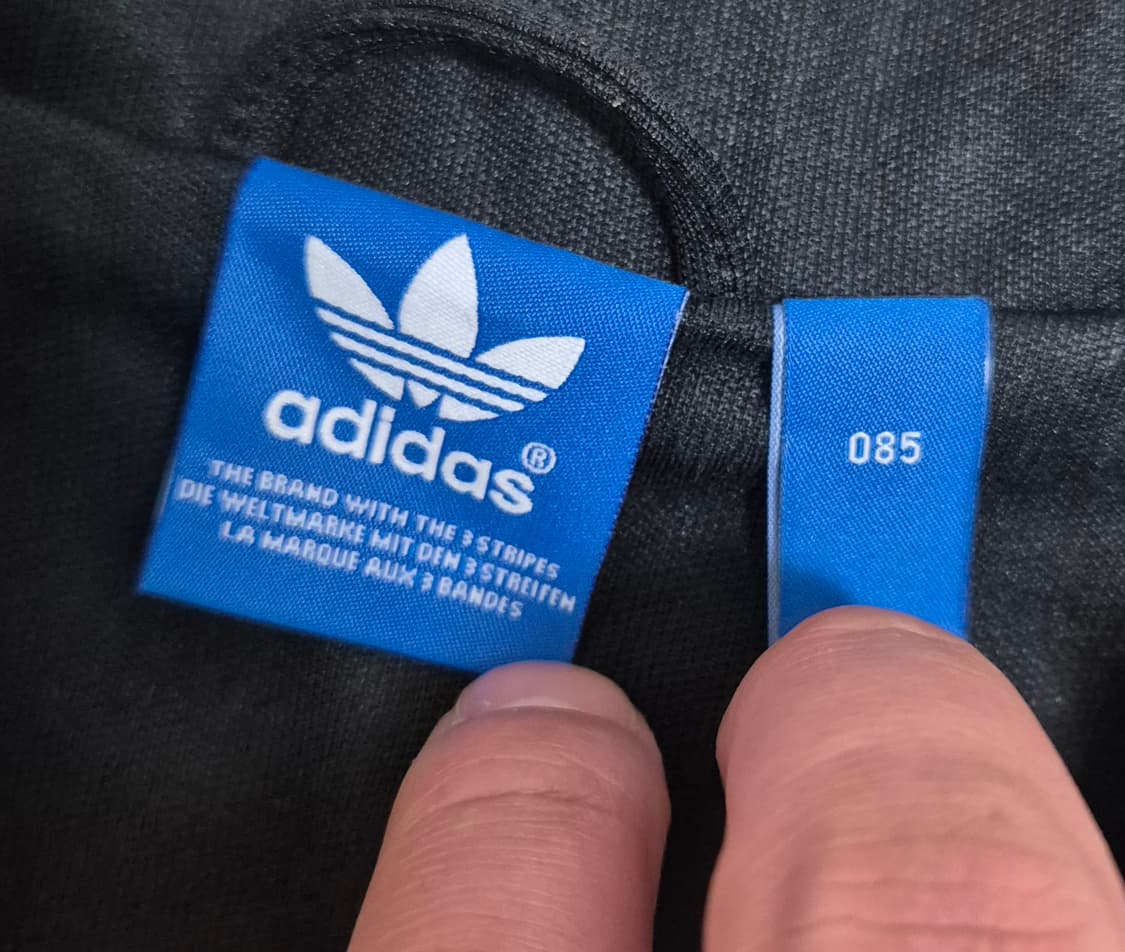 adidas®
THE BRAND WITH THE 3 STRIPES
DIE WELTMARKE MIT DEN 3 STREIFEN
LA MARQUE AUX 3 BANDES
085